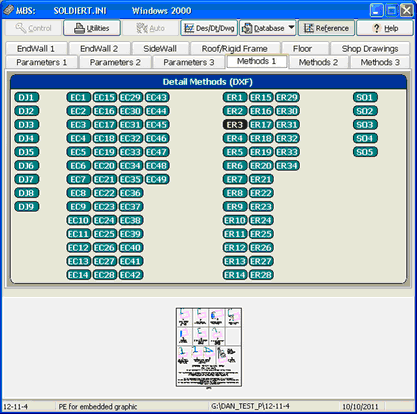 MBS: SOLDIERT.INI Windows 2000
Control Utilities Auto Des/Dt/Dwg Database Reference ? Help
EndWall 1 EndWall 2 SideWall Roof/Rigid Frame Floor Shop Drawings
Parameters 1 Parameters 2 Parameters 3 Methods 1 Methods 2 Methods 3
Detail Methods (DXF)
DJ1 EC1 EC15 EC29 EC43 ER1 ER15 ER29 SO1
DJ2 EC2 EC16 EC30 EC44 ER2 ER16 ER30 SO2
DJ3 EC3 EC17 EC31 EC45 ER3 ER17 ER31 SO3
DJ4 EC4 EC18 EC32 EC46 ER4 ER18 ER32 SO4
DJ5 EC5 EC19 EC33 EC47 ER5 ER19 ER33 SO5
DJ6 EC6 EC20 EC34 EC48 ER6 ER20 ER34
DJ7 EC7 EC21 EC35 EC49 ER7 ER21
DJ8 EC8 EC22 EC36 ER8 ER22
DJ9 EC9 EC23 EC37 ER9 ER23
EC10 EC24 EC38 ER10 ER24
EC11 EC25 EC39 ER11 ER25
EC12 EC26 EC40 ER12 ER26
EC13 EC27 EC41 ER13 ER27
EC14 EC28 EC42 ER14 ER28
12-11-4 PE for embedded graphic G:\DAN_TEST_P\12-11-4 10/10/2011